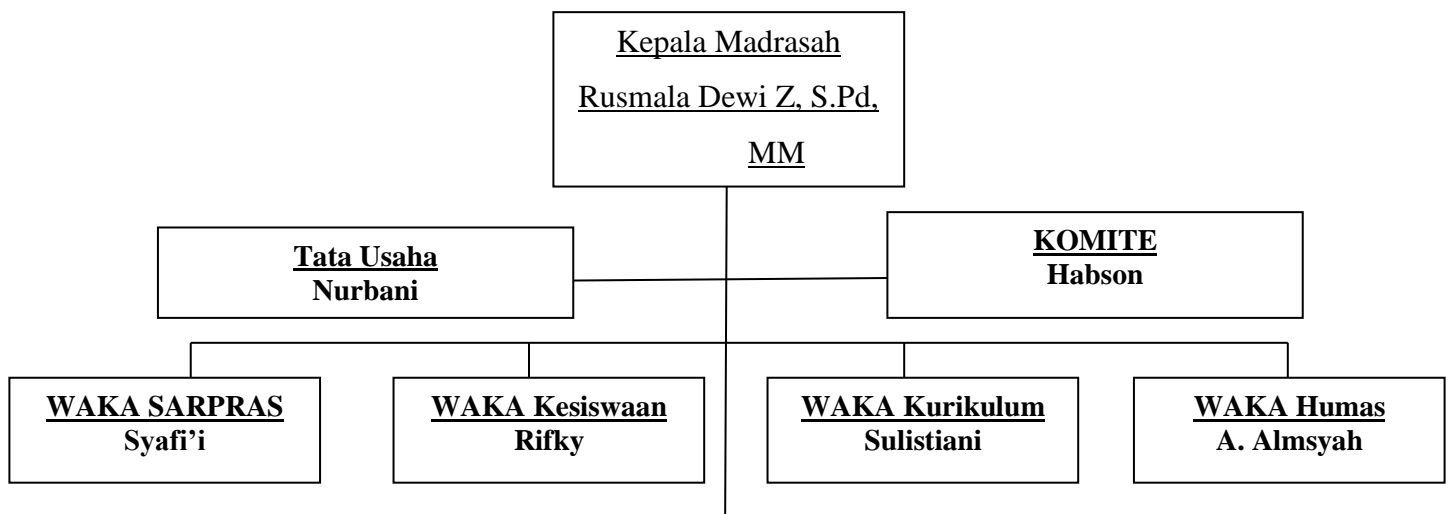 Kepala Madrasah
Rusmala Dewi Z, S.Pd,
MM
Tata Usaha
Nurbani
KOMITE
Habson
WAKA SARPRAS
Syafi’i
WAKA Kesiswaan
Rifky
WAKA Kurikulum
Sulistiani
WAKA Humas
A. Almsyah